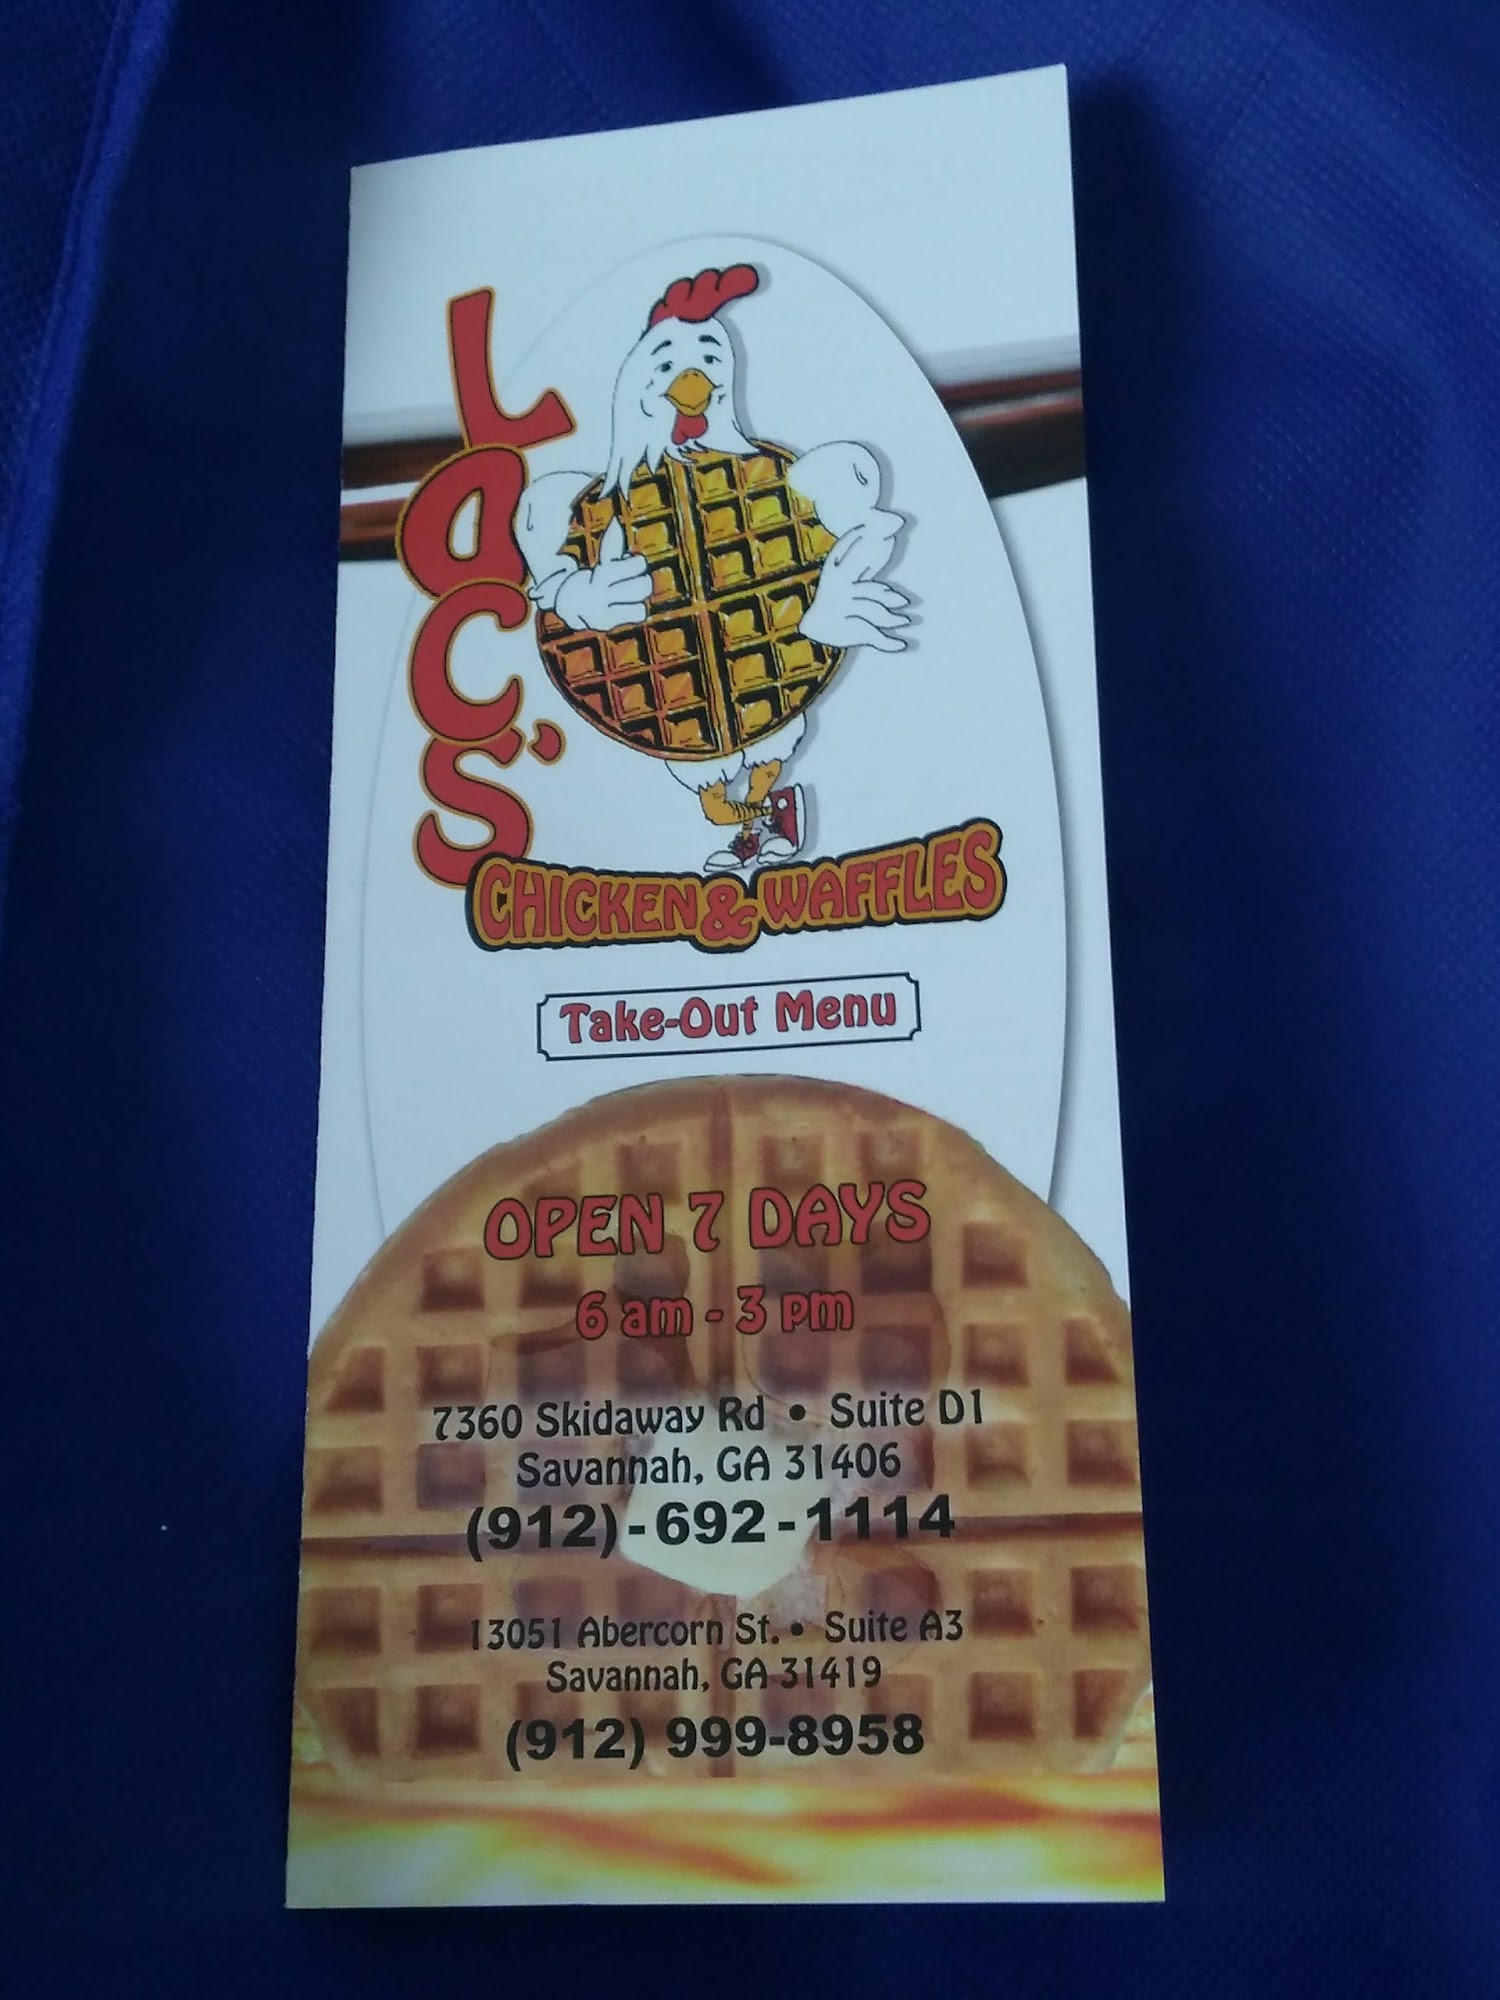 LOC'S
CHICKEN & WAFFLES
Take-Out Menu
OPEN 7 DAYS
6 am - 3 pm
7360 Skidaway Rd • Suite D1
Savannah, GA 31406
(912)-692-1114
13051 Abercorn St. • Suite A3
Savannah, GA 31419
(912) 999-8958